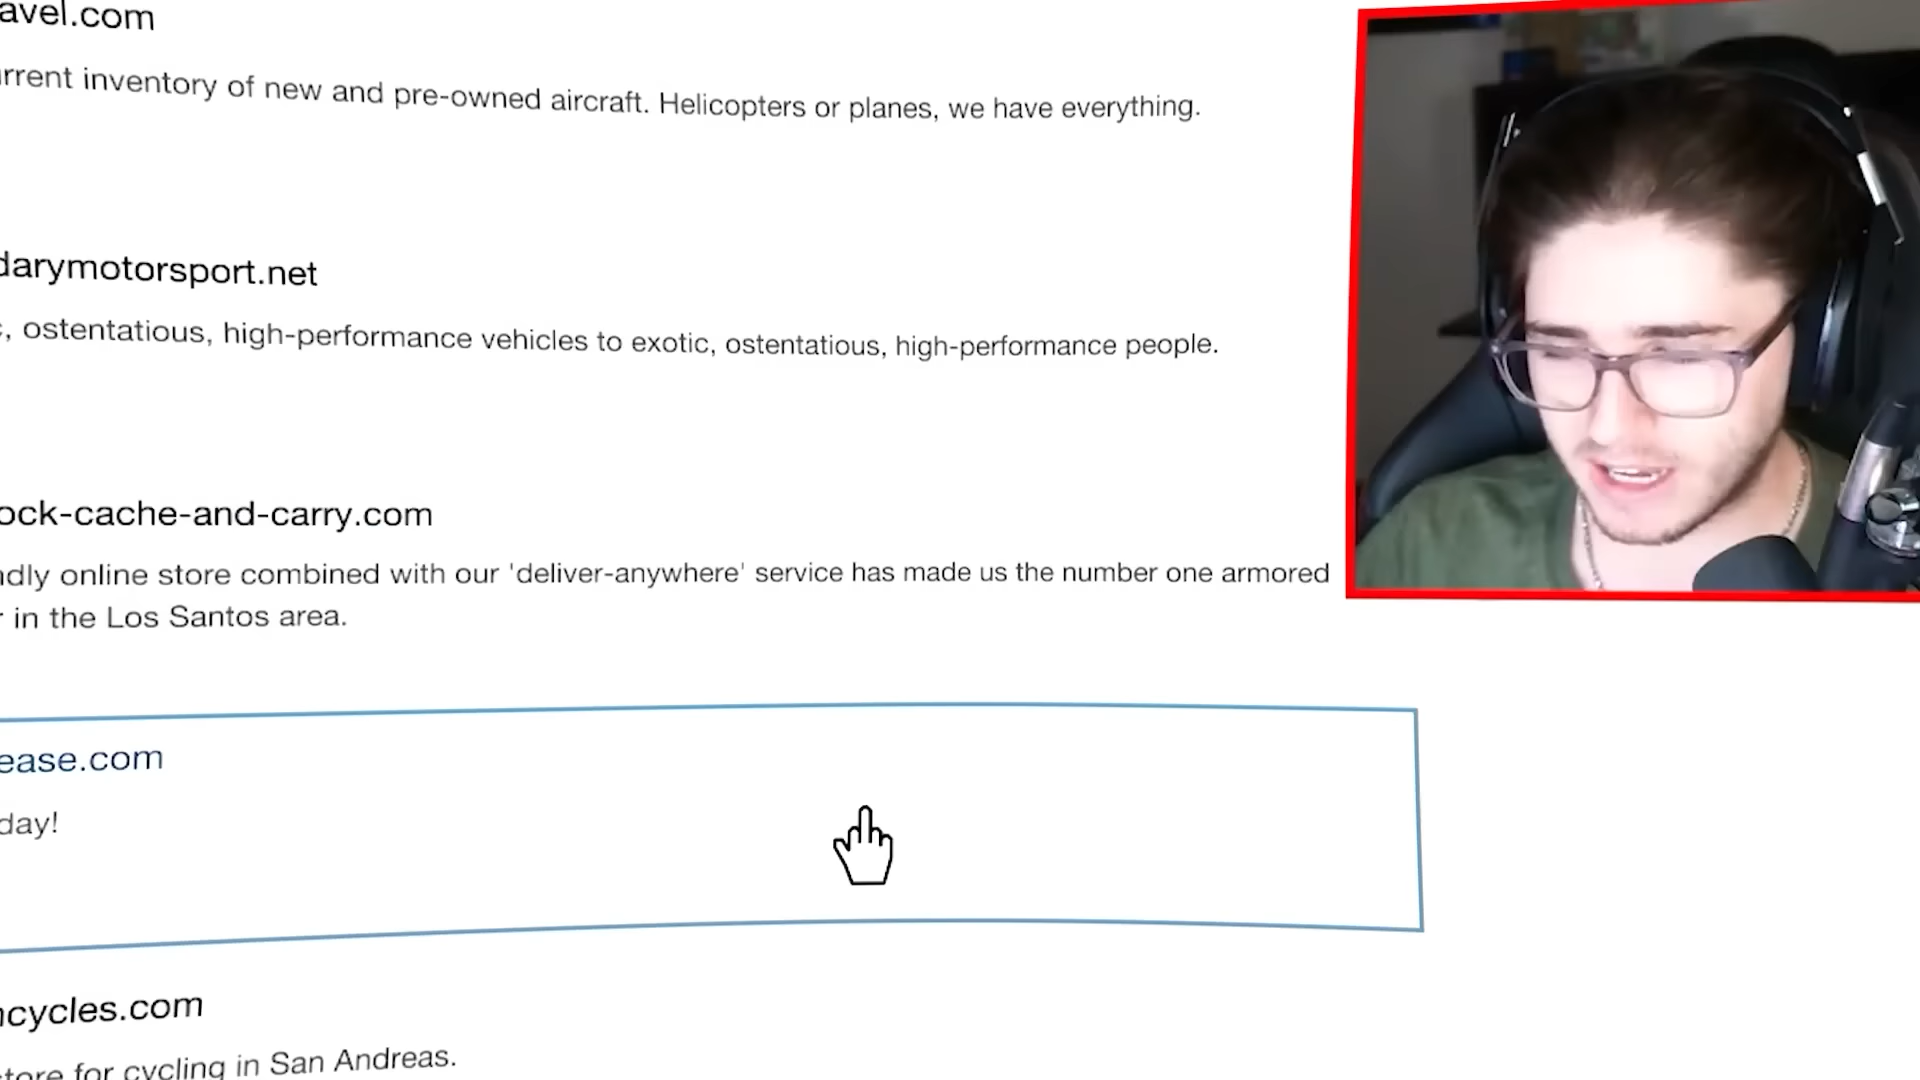 avel.com
rrent inventory of new and pre-owned aircraft. Helicopters or planes, we have everything.
darymotorsport.net
, ostentatious, high-performance vehicles to exotic, ostentatious, high-performance people.
ock-cache-and-carry.com
dly online store combined with our 'deliver-anywhere' service has made us the number one armored
r in the Los Santos area.
ease.com
day!
cycles.com
tore for cycling in San Andreas.